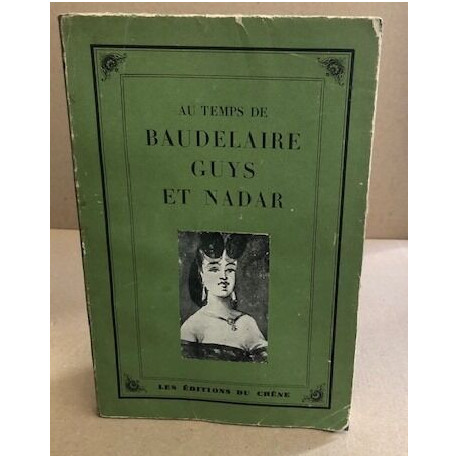 AU TEMPS DE
BAUDELAIRE
GUYS
ET NADAR
LES ÉDITIONS DU CHÊNE